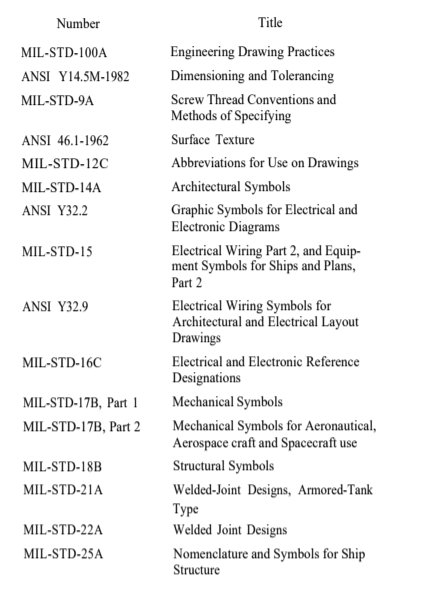 Number Title
MIL-STD-100A Engineering Drawing Practices
ANSI Y14.5M-1982 Dimensioning and Tolerancing
MIL-STD-9A Screw Thread Conventions and
Methods of Specifying
ANSI 46.1-1962 Surface Texture
MIL-STD-12C Abbreviations for Use on Drawings
MIL-STD-14A Architectural Symbols
ANSI Y32.2 Graphic Symbols for Electrical and
Electronic Diagrams
MIL-STD-15 Electrical Wiring Part 2, and Equip-
ment Symbols for Ships and Plans,
Part 2
ANSI Y32.9 Electrical Wiring Symbols for
Architectural and Electrical Layout
Drawings
MIL-STD-16C Electrical and Electronic Reference
Designations
MIL-STD-17B, Part 1 Mechanical Symbols
MIL-STD-17B, Part 2 Mechanical Symbols for Aeronautical,
Aerospace craft and Spacecraft use
MIL-STD-18B Structural Symbols
MIL-STD-21A Welded-Joint Designs, Armored-Tank
Type
MIL-STD-22A Welded Joint Designs
MIL-STD-25A Nomenclature and Symbols for Ship
Structure